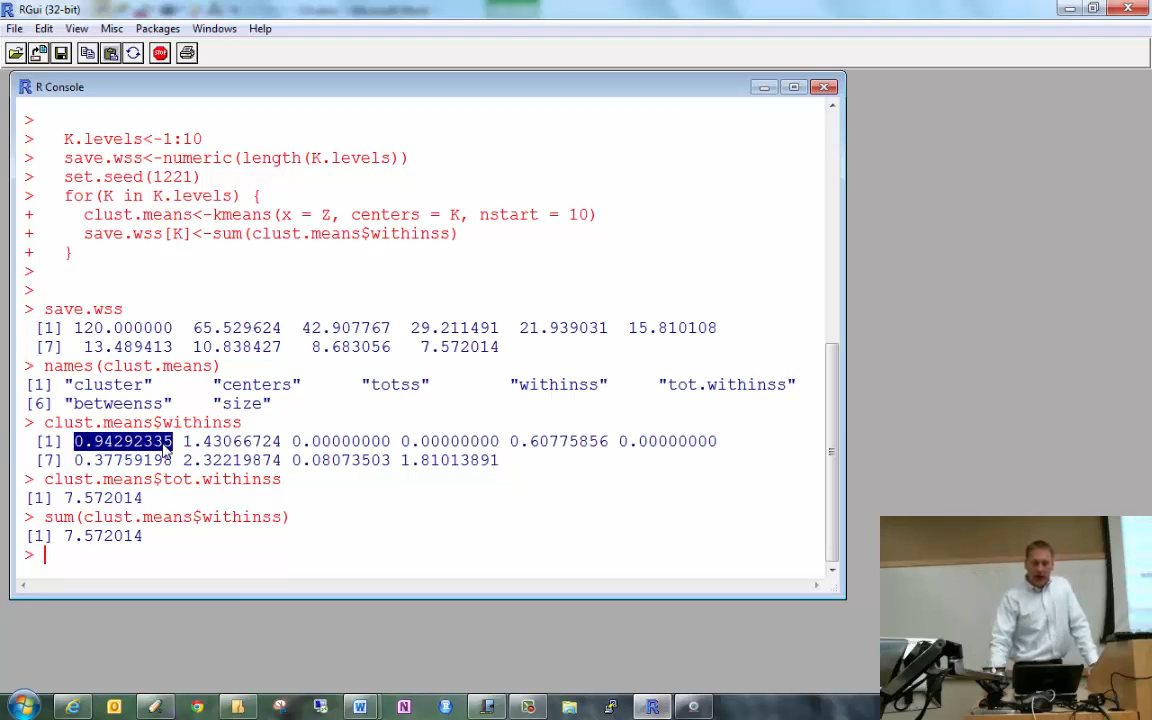 RGui (32-bit)
File Edit View Misc Packages Windows Help
R Console
>
> K.levels<-1:10
> save.wss<-numeric(length(K.levels))
> set.seed(1221)
> for(K in K.levels) {
+ clust.means<-kmeans(x = Z, centers = K, nstart = 10)
+ save.wss[K]<-sum(clust.means$withinss)
+ }
>
>
> save.wss
[1] 120.000000 65.529624 42.907767 29.211491 21.939031 15.810108
[7] 13.489413 10.838427 8.683056 7.572014
> names(clust.means)
[1] "cluster" "centers" "totss" "withinss" "tot.withinss"
[6] "betweenss" "size"
> clust.means$withinss
[1] 0.94292335 1.43066724 0.00000000 0.00000000 0.60775856 0.00000000
[7] 0.37759198 2.32219874 0.08073503 1.81013891
> clust.means$tot.withinss
[1] 7.572014
> sum(clust.means$withinss)
[1] 7.572014
>